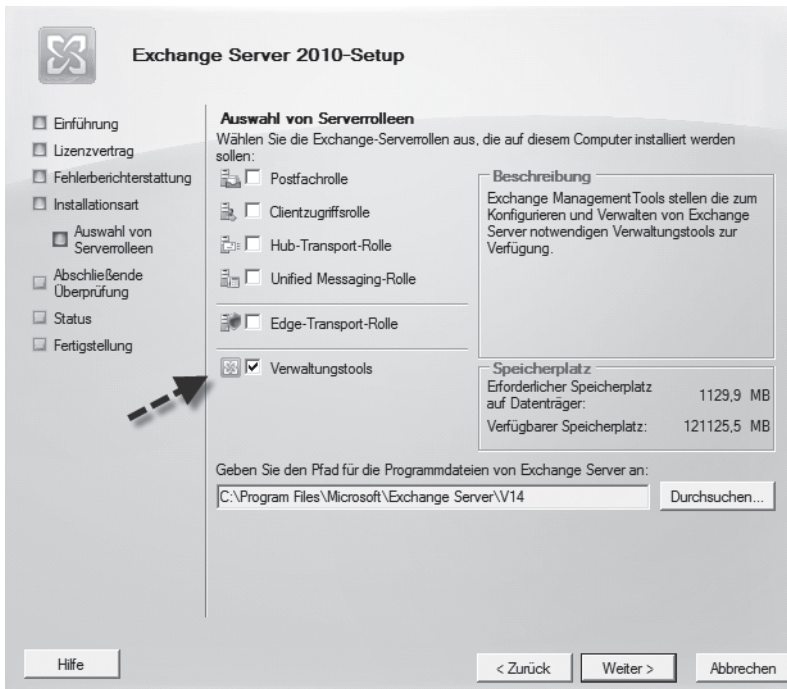 Exchange Server 2010-Setup
Einführung
Lizenzvertrag
Fehlerberichterstattung
Installationsart
Auswahl von
Serverrolleen
Abschließende
Überprüfung
Status
Fertigstellung
Auswahl von Serverrolleen
Wählen Sie die Exchange-Serverrollen aus, die auf diesem Computer installiert werden
sollen:
Postfachrolle
Clientzugriffsrolle
Hub-Transport-Rolle
Unified Messaging-Rolle
Edge-Transport-Rolle
Verwaltungstools
Beschreibung
Exchange ManagementTools stellen die zum
Konfigurieren und Verwalten von Exchange
Server notwendigen Verwaltungstools zur
Verfügung.
Speicherplatz
Erforderlicher Speicherplatz
auf Datenträger: 1129,9 MB
Verfügbarer Speicherplatz: 121125,5 MB
Geben Sie den Pfad für die Programmdateien von Exchange Server an:
C:\Program Files\Microsoft\Exchange Server\V14
Durchsuchen...
Hilfe
< Zurück
Weiter >
Abbrechen